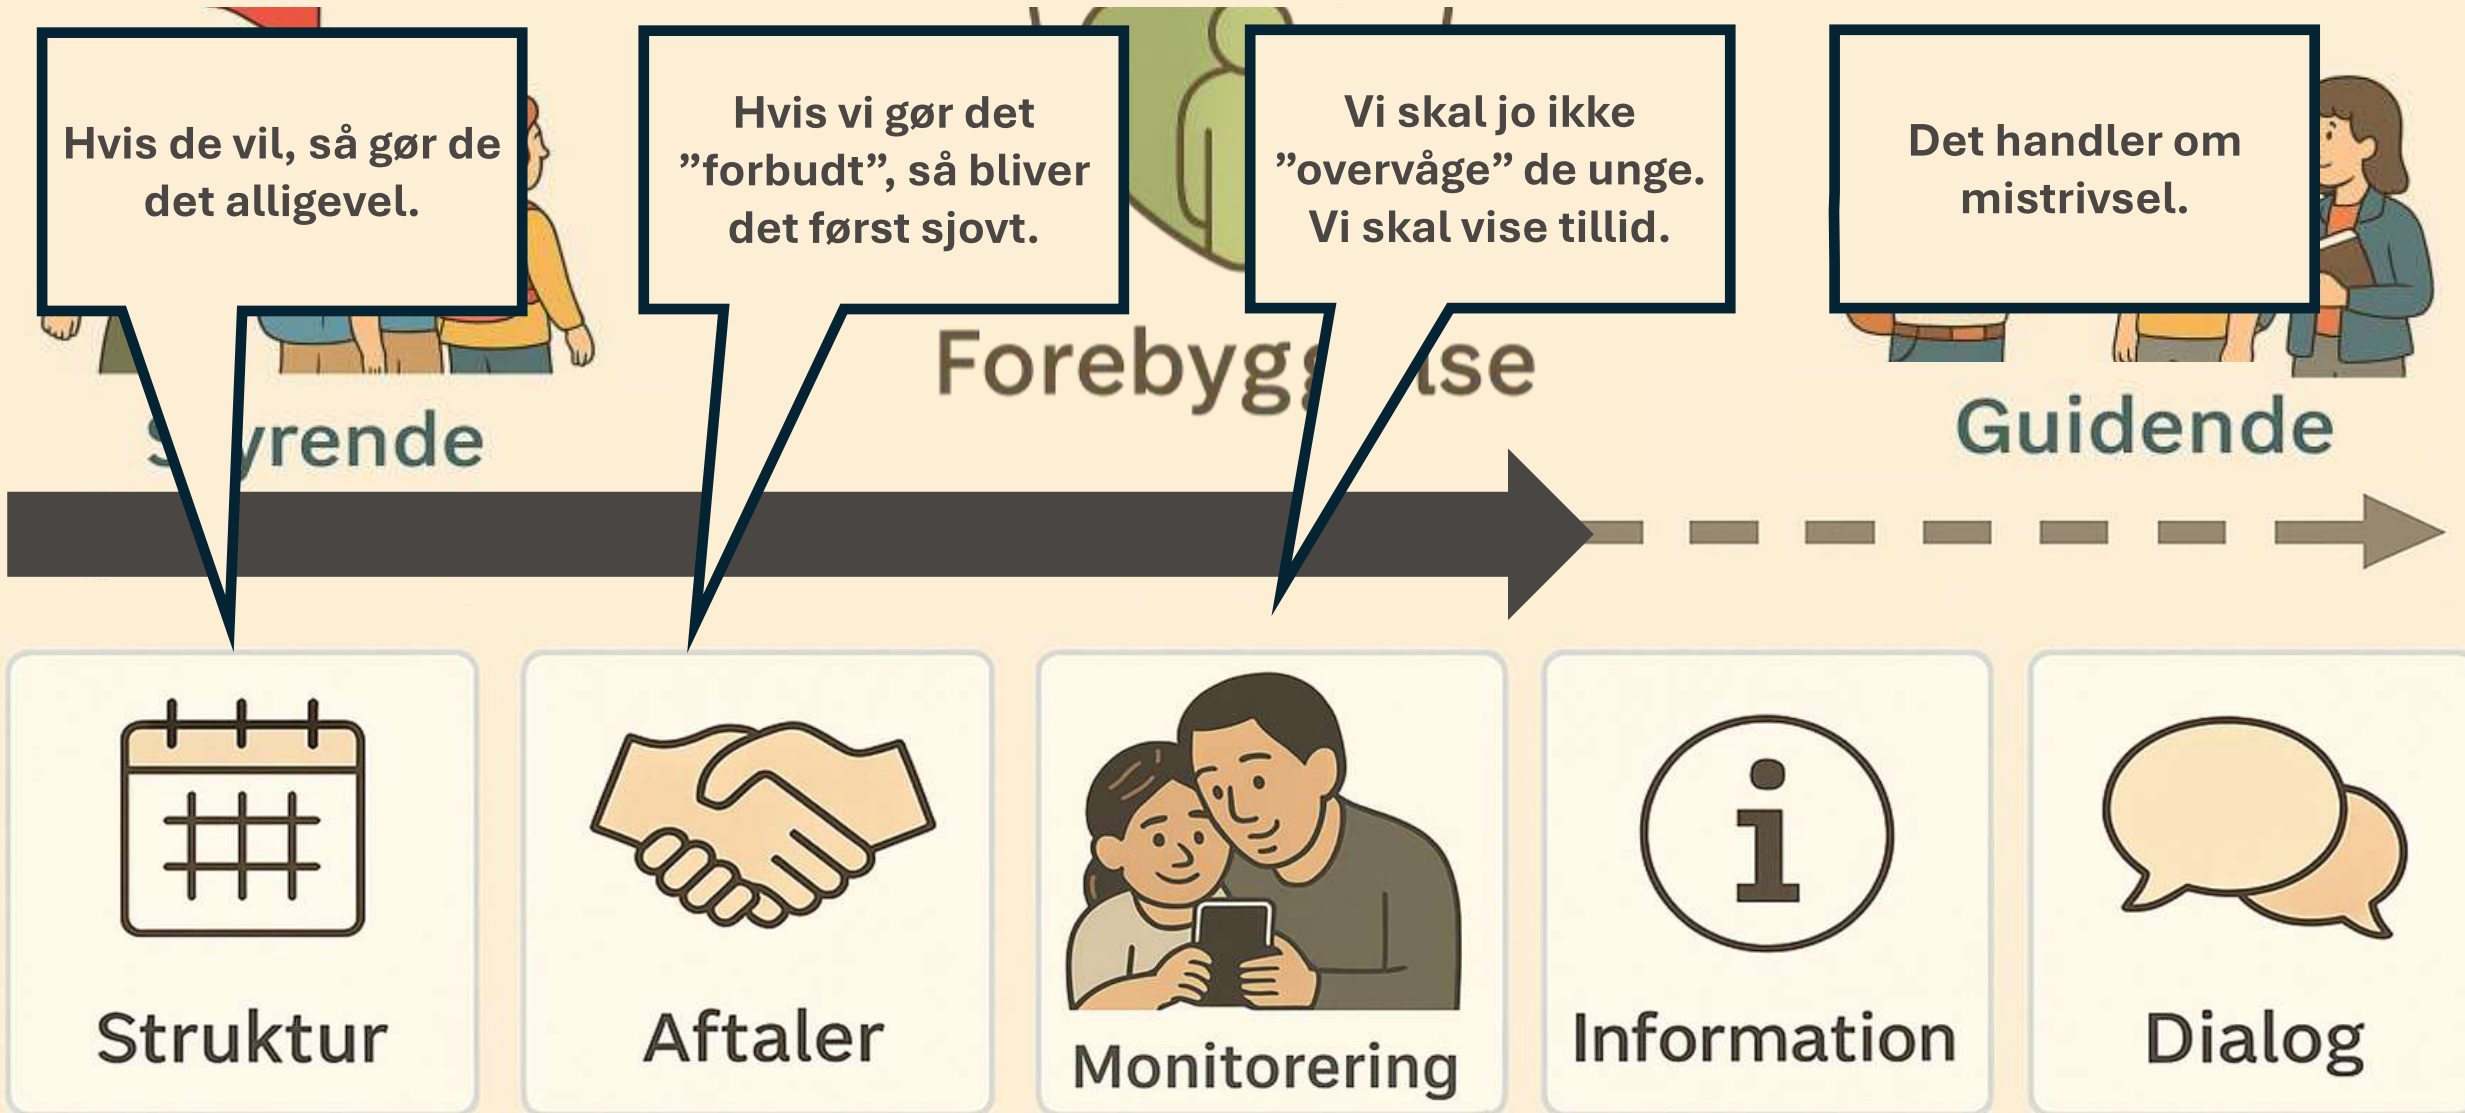 Hvis de vil, så gør de
det alligevel.
Hvis vi gør det
”forbudt”, så bliver
det først sjovt.
Vi skal jo ikke
”overvåge” de unge.
Vi skal vise tillid.
Det handler om
mistrivsel.
Forebyggelse
Styrende
Guidende
Struktur
Aftaler
Monitorering
Information
Dialog